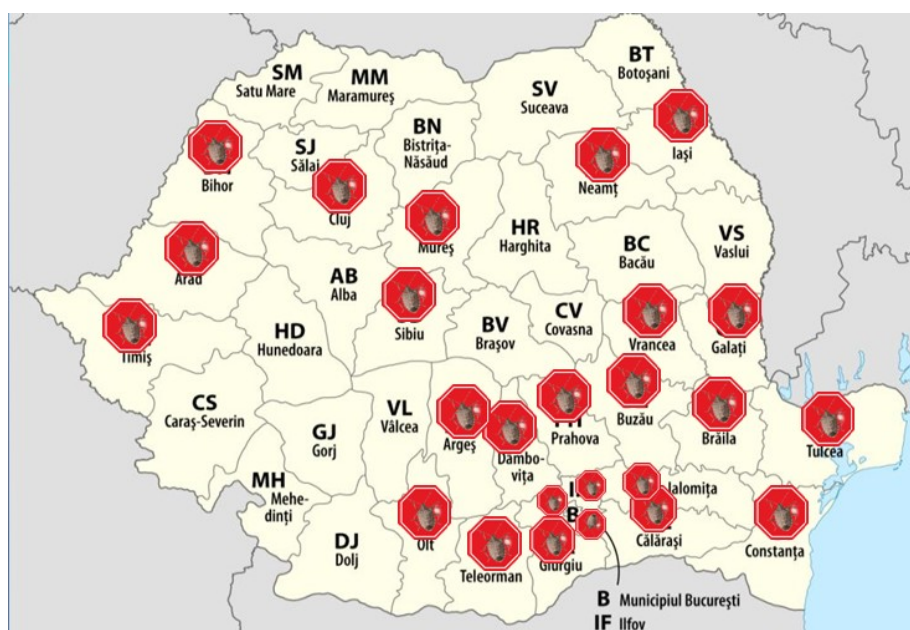 SM
Satu Mare
MM
Maramureș
BT
Botoșani
SV
Suceava
BN
Bistrița-
Năsăud
SJ
Sălaj
Iași
Bihor
Neamț
Cluj
Mureș
HR
Harghita
BC
Bacău
VS
Vaslui
Arad
AB
Alba
Sibiu
CV
Covasna
BV
Brașov
HD
Hunedoara
Timiș
Vrancea
Galați
CS
Caraș-Severin
VL
Vâlcea
GJ
Gorj
Argeș
Dâmbo-
vița
Prahova
Buzău
Brăila
Tulcea
MH
Mehe-
dinți
Ialomița
DJ
Dolj
Olt
Teleorman
Giurgiu
Călărași
Constanța
B Municipiul București
IF Ilfov